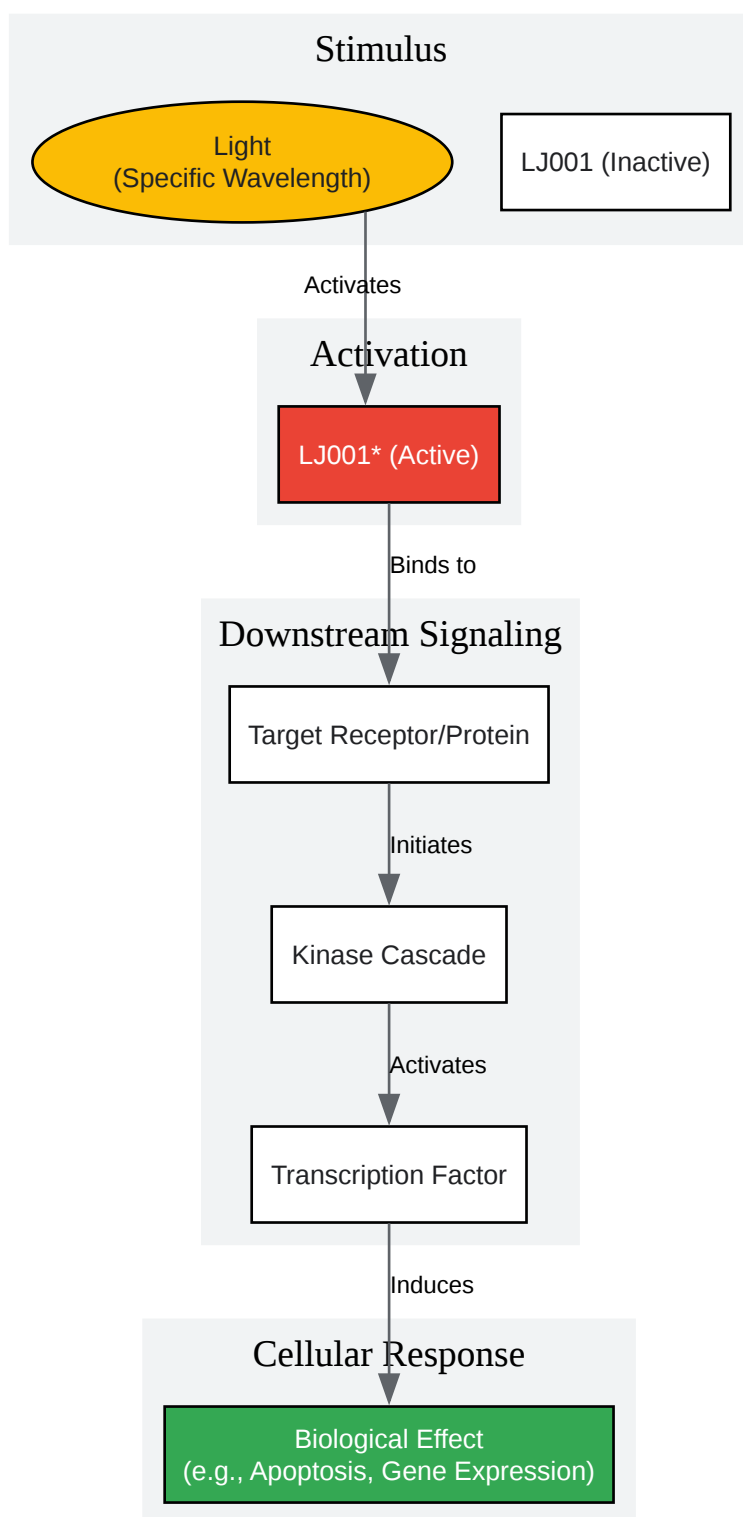 Stimulus
Light
(Specific Wavelength)
LJ001 (Inactive)
Activates
Activation
LJ001* (Active)
Binds to
Downstream Signaling
Target Receptor/Protein
Initiates
Kinase Cascade
Activates
Transcription Factor
Induces
Cellular Response
Biological Effect
(e.g., Apoptosis, Gene Expression)